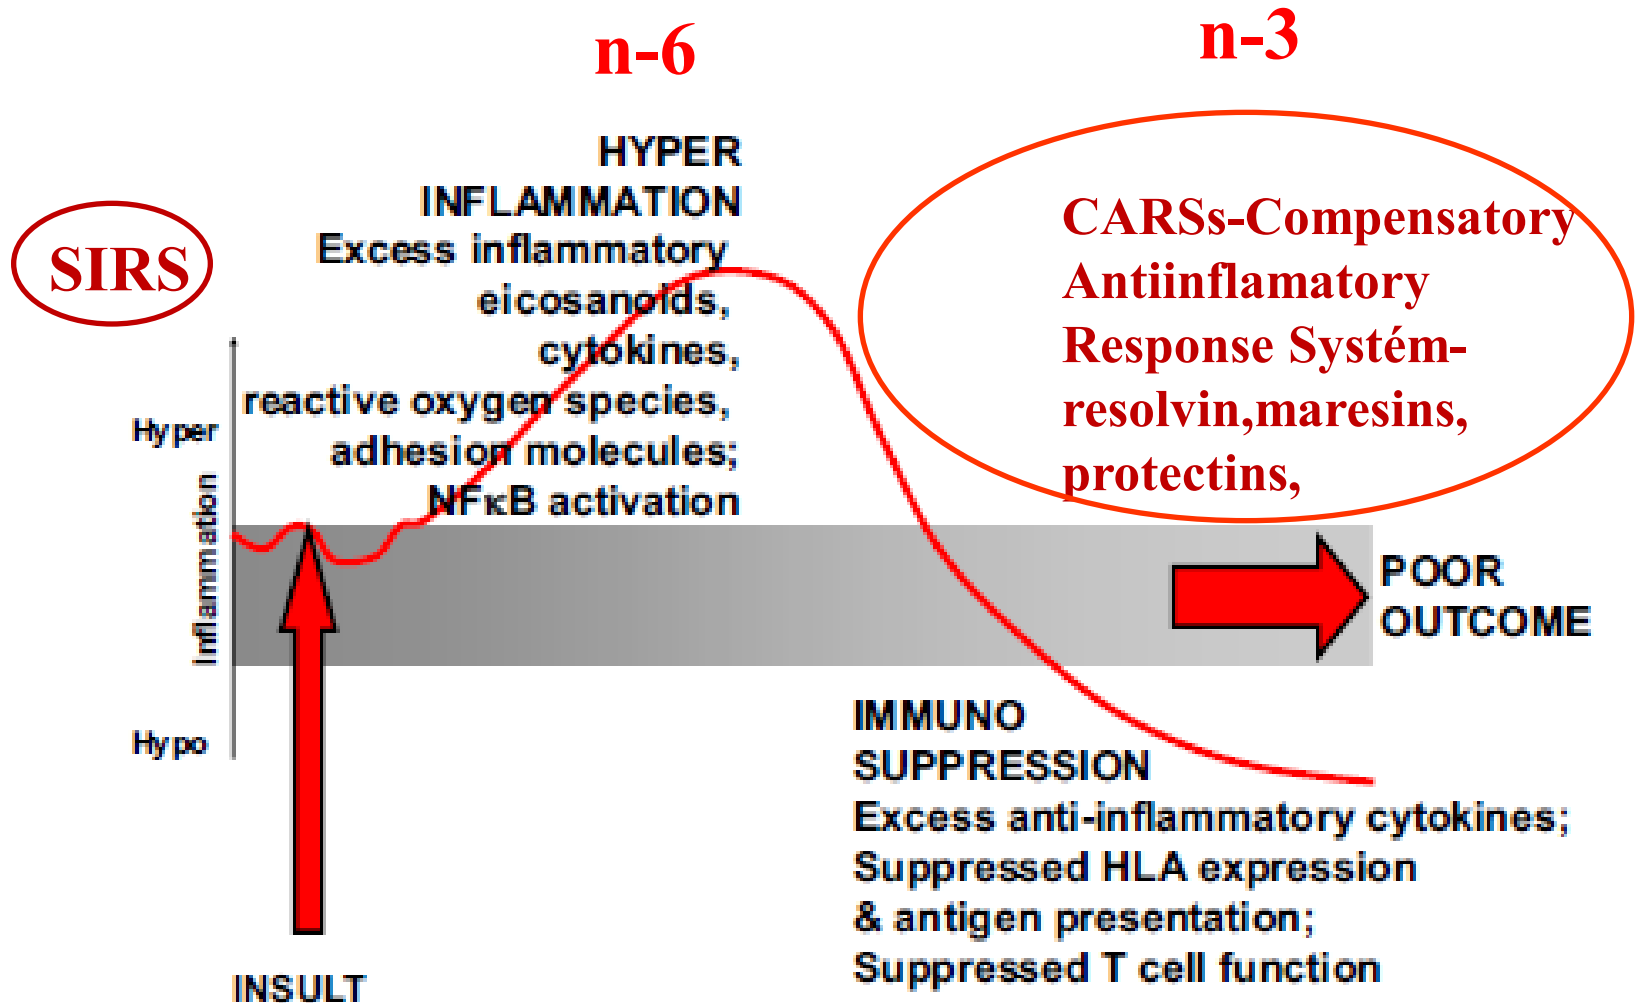 n-6
n-3
HYPER
INFLAMMATION
Excess inflammatory
eicosanoids,
cytokines,
reactive oxygen species,
adhesion molecules;
NFκB activation
SIRS
CARSs-Compensatory
Antiinflamatory
Response Systém-
resolvin,maresins,
protectins,
Hyper
Inflammation
Hypo
POOR
OUTCOME
IMMUNO
SUPPRESSION
Excess anti-inflammatory cytokines;
Suppressed HLA expression
& antigen presentation;
Suppressed T cell function
INSULT